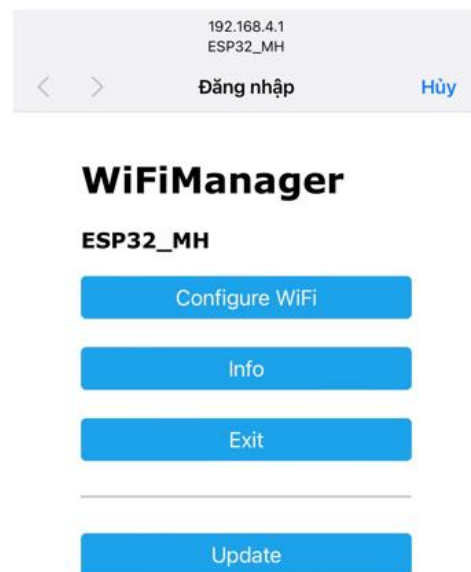 192.168.4.1
ESP32_MH
Đăng nhập
Hủy
WiFiManager
ESP32_MH
Configure WiFi
Info
Exit
Update